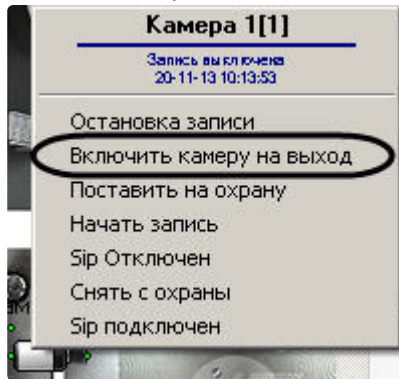 Камера 1[1]
Запись выключена
20-11-13 10:13:53
Остановка записи
Включить камеру на выход
Поставить на охрану
Начать запись
Sip Отключен
Снять с охраны
Sip подключен